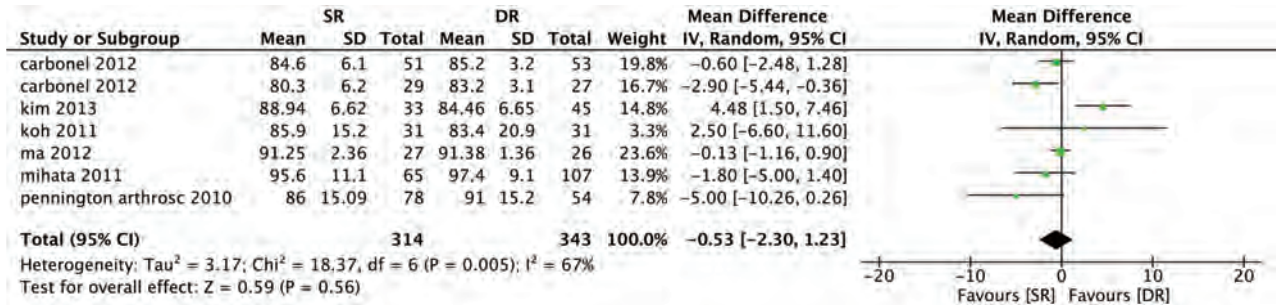 SR DR Mean Difference Mean Difference
Study or Subgroup Mean SD Total Mean SD Total Weight IV, Random, 95% CI IV, Random, 95% CI
carbonel 2012 84.6 6.1 51 85.2 3.2 53 19.8% −0.60 [−2.48, 1.28]
carbonel 2012 80.3 6.2 29 83.2 3.1 27 16.7% −2.90 [−5.44, −0.36]
kim 2013 88.94 6.62 33 84.46 6.65 45 14.8% 4.48 [1.50, 7.46]
koh 2011 85.9 15.2 31 83.4 20.9 31 3.3% 2.50 [−6.60, 11.60]
ma 2012 91.25 2.36 27 91.38 1.36 26 23.6% −0.13 [−1.16, 0.90]
mihata 2011 95.6 11.1 65 97.4 9.1 107 13.9% −1.80 [−5.00, 1.40]
pennington arthrosc 2010 86 15.09 78 91 15.2 54 7.8% −5.00 [−10.26, 0.26]
Total (95% CI) 314 343 100.0% −0.53 [−2.30, 1.23]
Heterogeneity: Tau² = 3.17; Chi² = 18.37, df = 6 (P = 0.005); I² = 67%
Test for overall effect: Z = 0.59 (P = 0.56)
−20 −10 0 10 20
Favours [SR] Favours [DR]